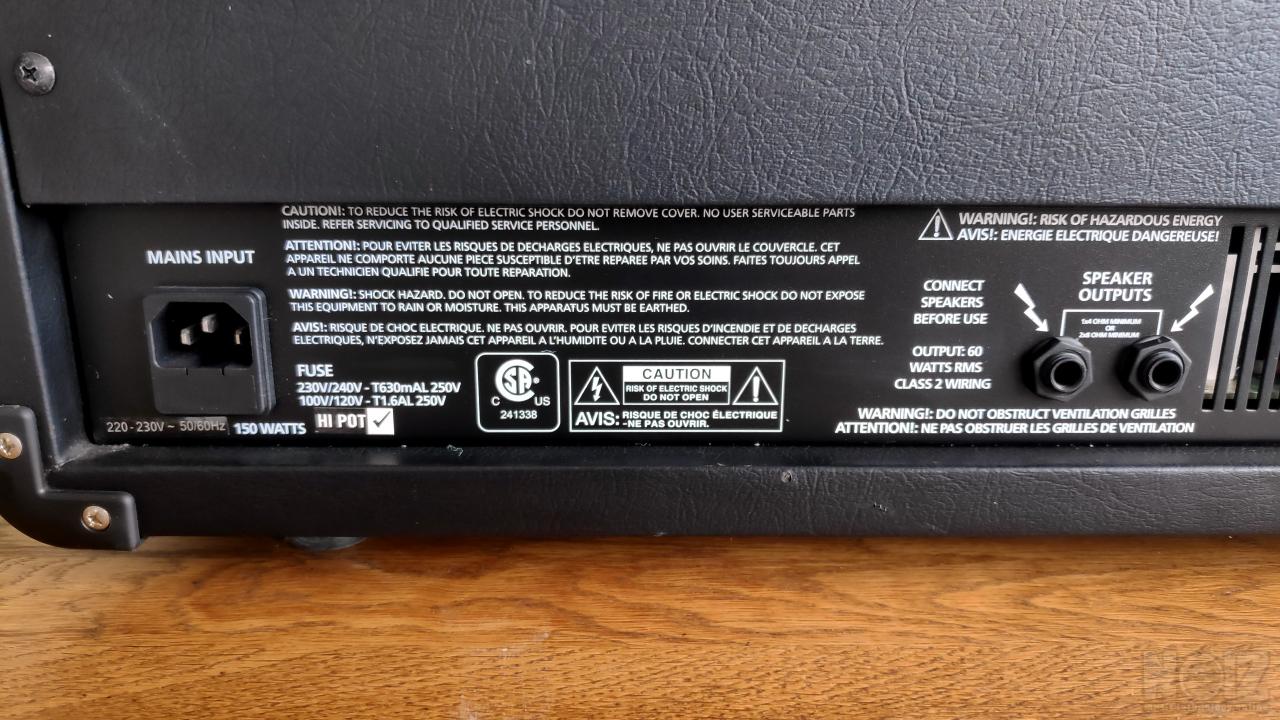 CAUTION!: TO REDUCE THE RISK OF ELECTRIC SHOCK DO NOT REMOVE COVER. NO USER SERVICEABLE PARTS
INSIDE. REFER SERVICING TO QUALIFIED SERVICE PERSONNEL.
ATTENTION!: POUR EVITER LES RISQUES DE DECHARGES ELECTRIQUES, NE PAS OUVRIR LE COUVERCLE. CET
APPAREIL NE COMPORTE AUCUNE PIECE SUSCEPTIBLE D'ETRE REPAREE PAR VOS SOINS. FAITES TOUJOURS APPEL
A UN TECHNICIEN QUALIFIE POUR TOUTE REPARATION.
WARNING!: SHOCK HAZARD. DO NOT OPEN. TO REDUCE THE RISK OF FIRE OR ELECTRIC SHOCK DO NOT EXPOSE
THIS EQUIPMENT TO RAIN OR MOISTURE. THIS APPARATUS MUST BE EARTHED.
AVIS!: RISQUE DE CHOC ELECTRIQUE. NE PAS OUVRIR. POUR EVITER LES RISQUES D'INCENDIE ET DE DECHARGES
ELECTRIQUES, N'EXPOSEZ JAMAIS CET APPAREIL A L'HUMIDITE OU A LA PLUIE. CONNECTER CET APPAREIL A LA TERRE.
MAINS INPUT
220 - 230V ~ 50/60Hz
150 WATTS
FUSE
230V/240V - T630mAL 250V
100V/120V - T1.6AL 250V
HI POT
SA
C US
241338
CAUTION
RISK OF ELECTRIC SHOCK
DO NOT OPEN
AVIS: RISQUE DE CHOC ÉLECTRIQUE
-NE PAS OUVRIR.
WARNING!: RISK OF HAZARDOUS ENERGY
AVIS!: ENERGIE ELECTRIQUE DANGEREUSE!
CONNECT
SPEAKERS
BEFORE USE
OUTPUT: 60
WATTS RMS
CLASS 2 WIRING
SPEAKER
OUTPUTS
1x4 OHM MINIMUM
OR
2x8 OHM MINIMUM
WARNING!: DO NOT OBSTRUCT VENTILATION GRILLES
ATTENTION!: NE PAS OBSTRUER LES GRILLES DE VENTILATION